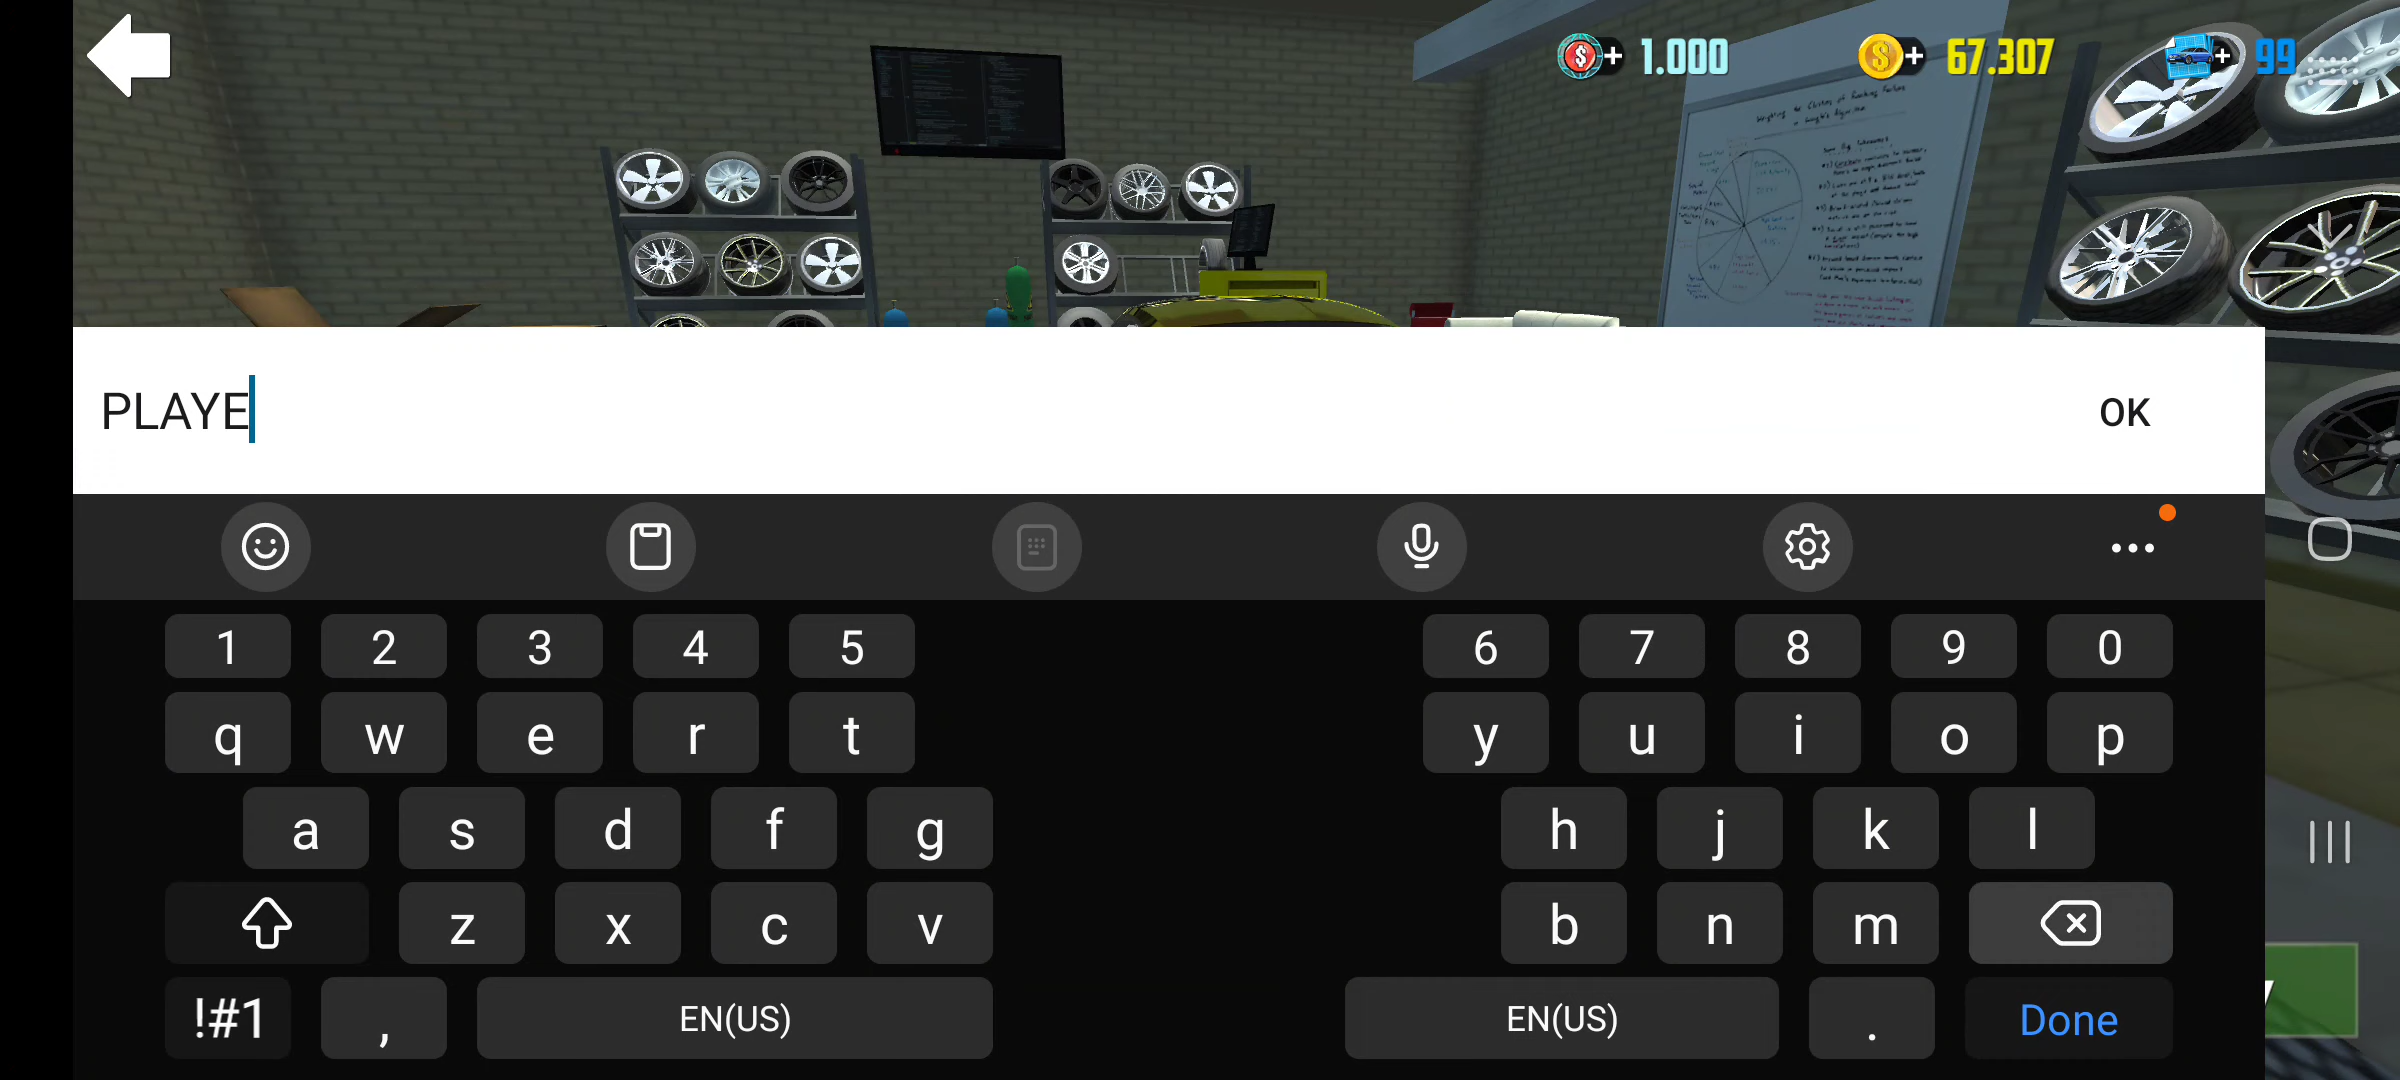 1.000 67.307 99
Weighting
PLAYE
OK
1 2 3 4 5 6 7 8 9 0
q w e r t y u i o p
a s d f g h j k l
z x c v b n m
!#1 , EN(US) EN(US) . Done